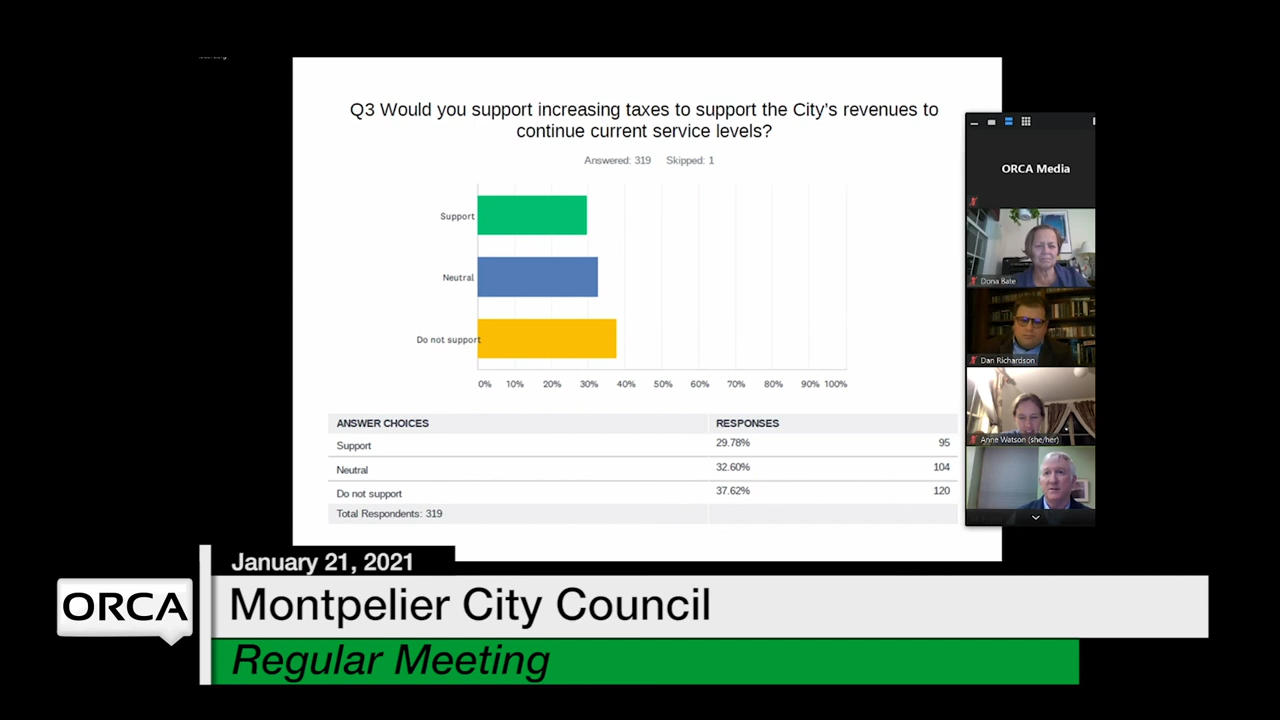 Q3 Would you support increasing taxes to support the City's revenues to
continue current service levels?
Answered: 319 Skipped: 1
Support
Neutral
Do not support
0% 10% 20% 30% 40% 50% 60% 70% 80% 90% 100%
ANSWER CHOICES RESPONSES
Support 29.78% 95
Neutral 32.60% 104
Do not support 37.62% 120
Total Respondents: 319
ORCA Media
Dona Bate
Dan Richardson
Anne Watson (she/her)
January 21, 2021
ORCA
Montpelier City Council
Regular Meeting